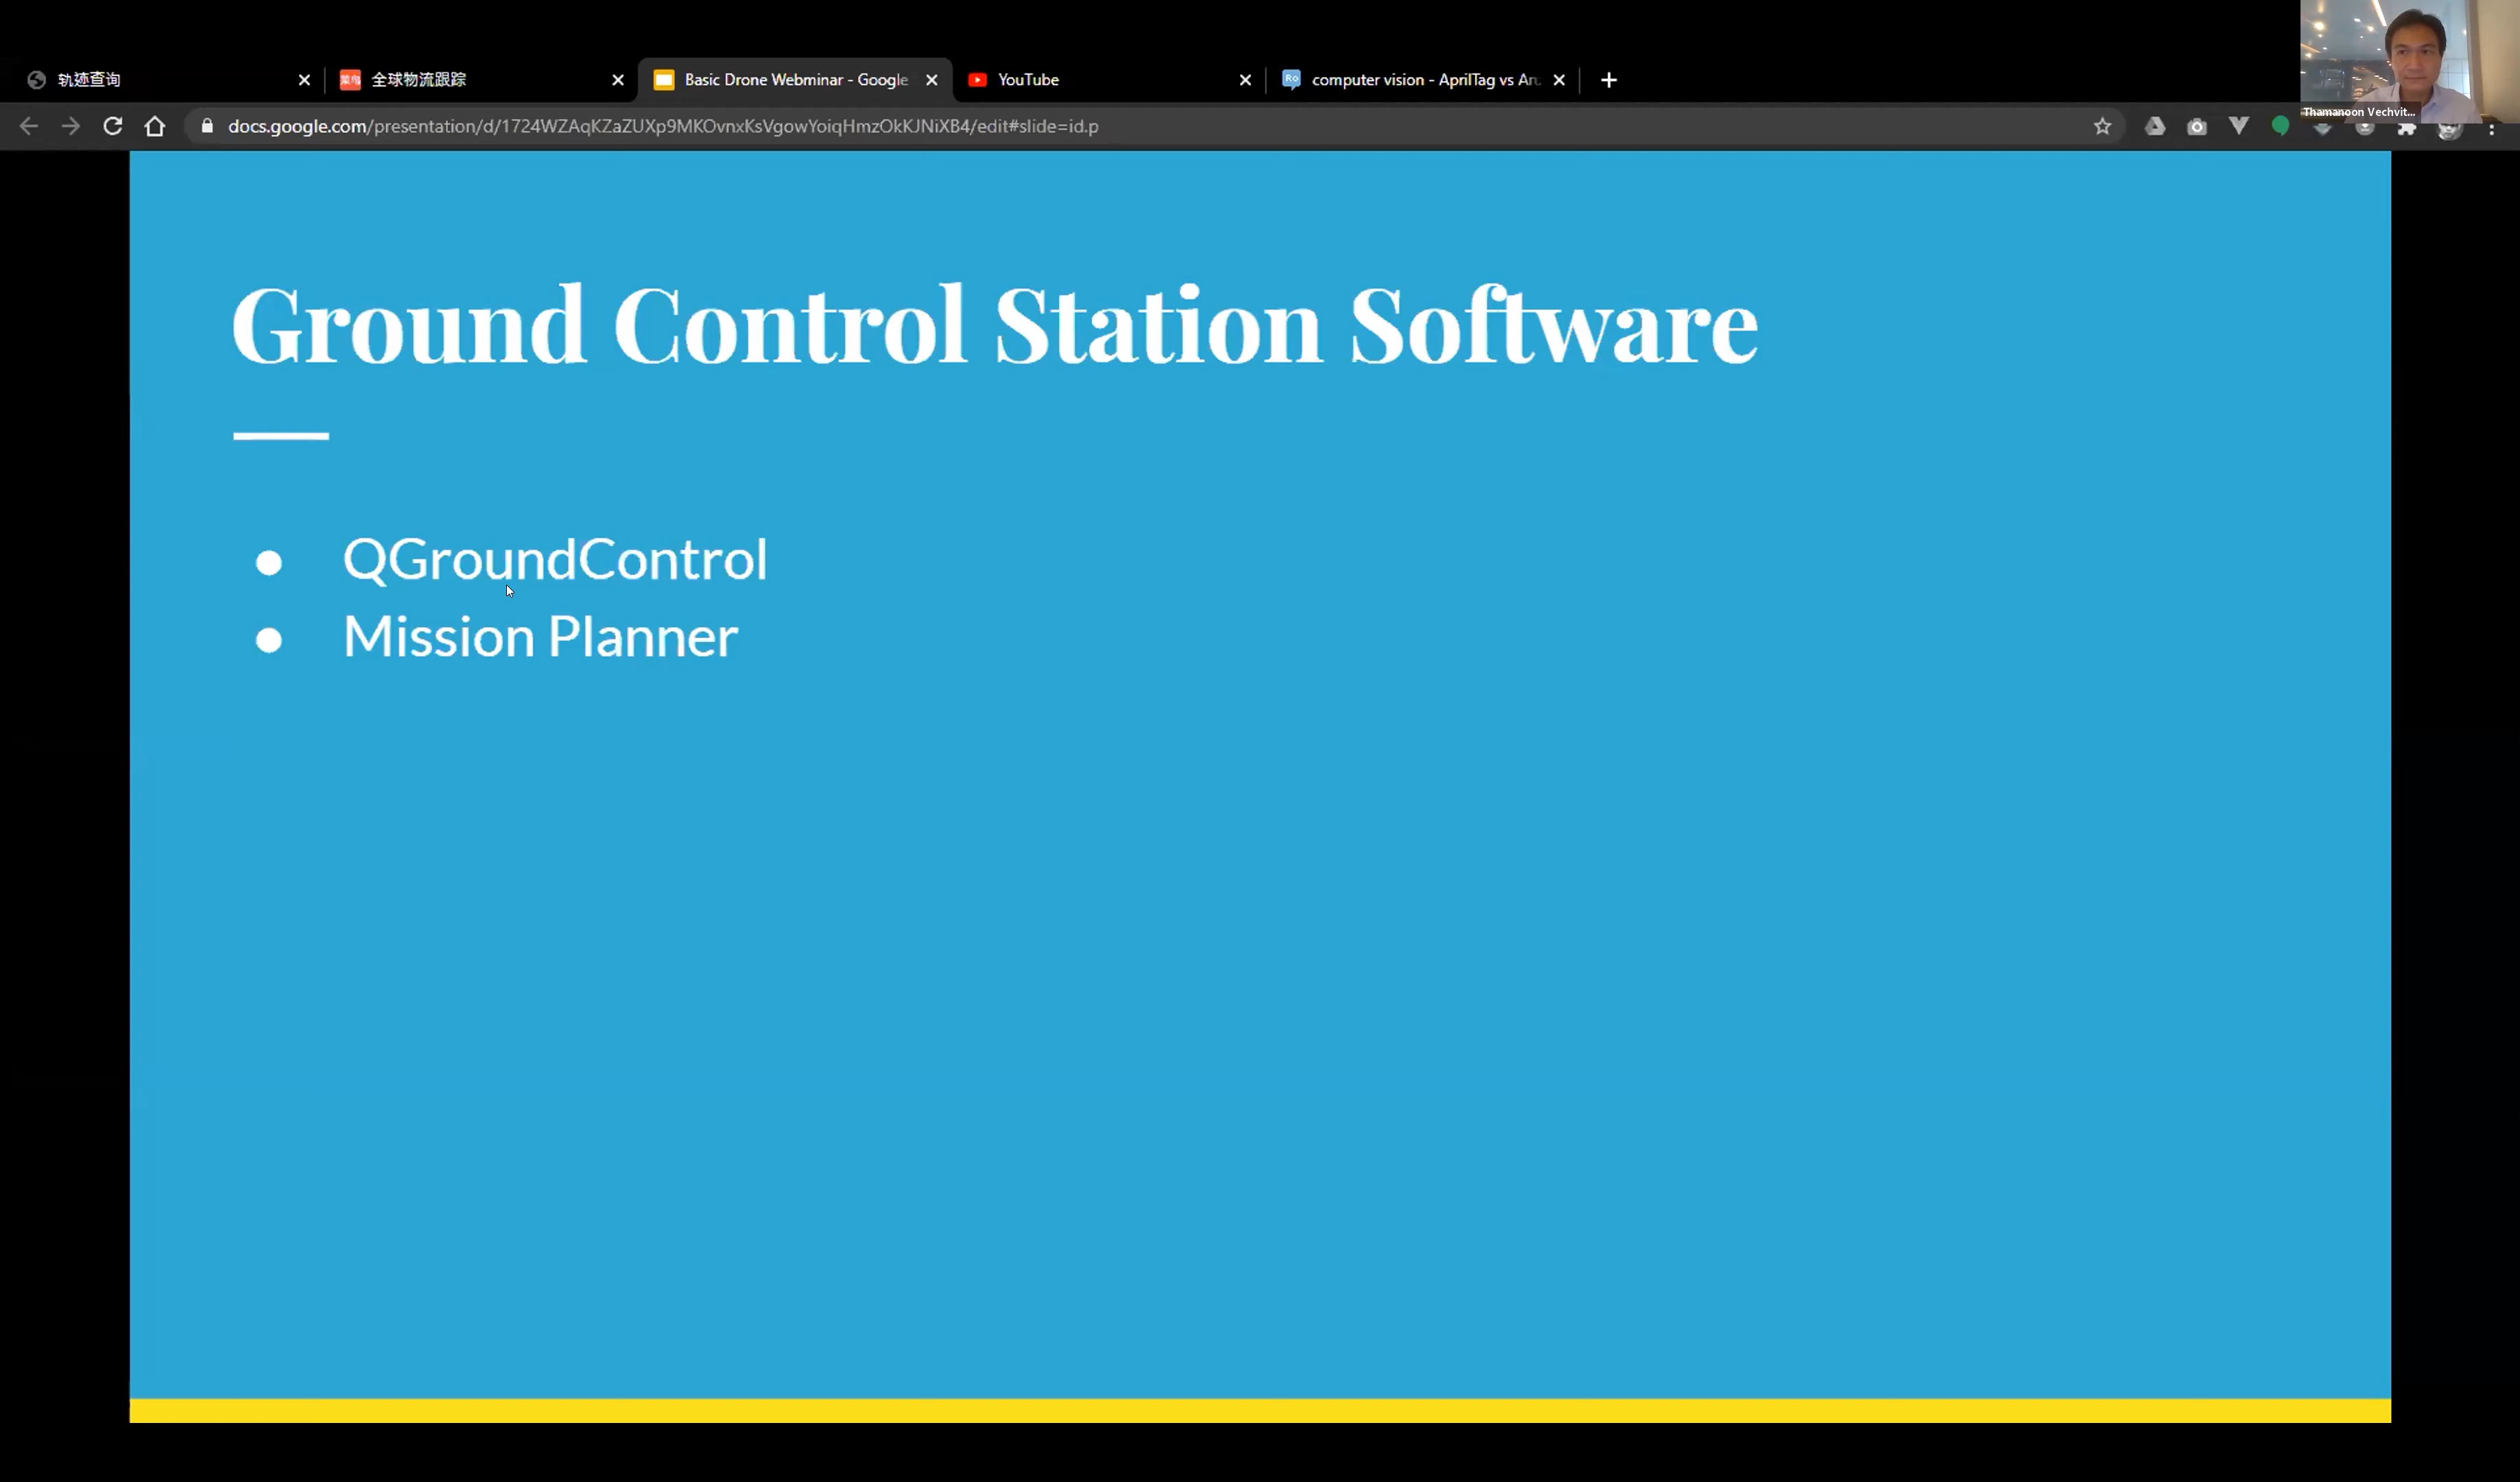 轨迹查询
全球物流跟踪
Basic Drone Webminar - Google
YouTube
computer vision - AprilTag vs Aru
Thamanoon Vechvit...
docs.google.com/presentation/d/1724WZAqKZaZUXp9MKOvnxKsVgowYoiqHmzOkKJNiXB4/edit#slide=id.p
Ground Control Station Software
QGroundControl
Mission Planner